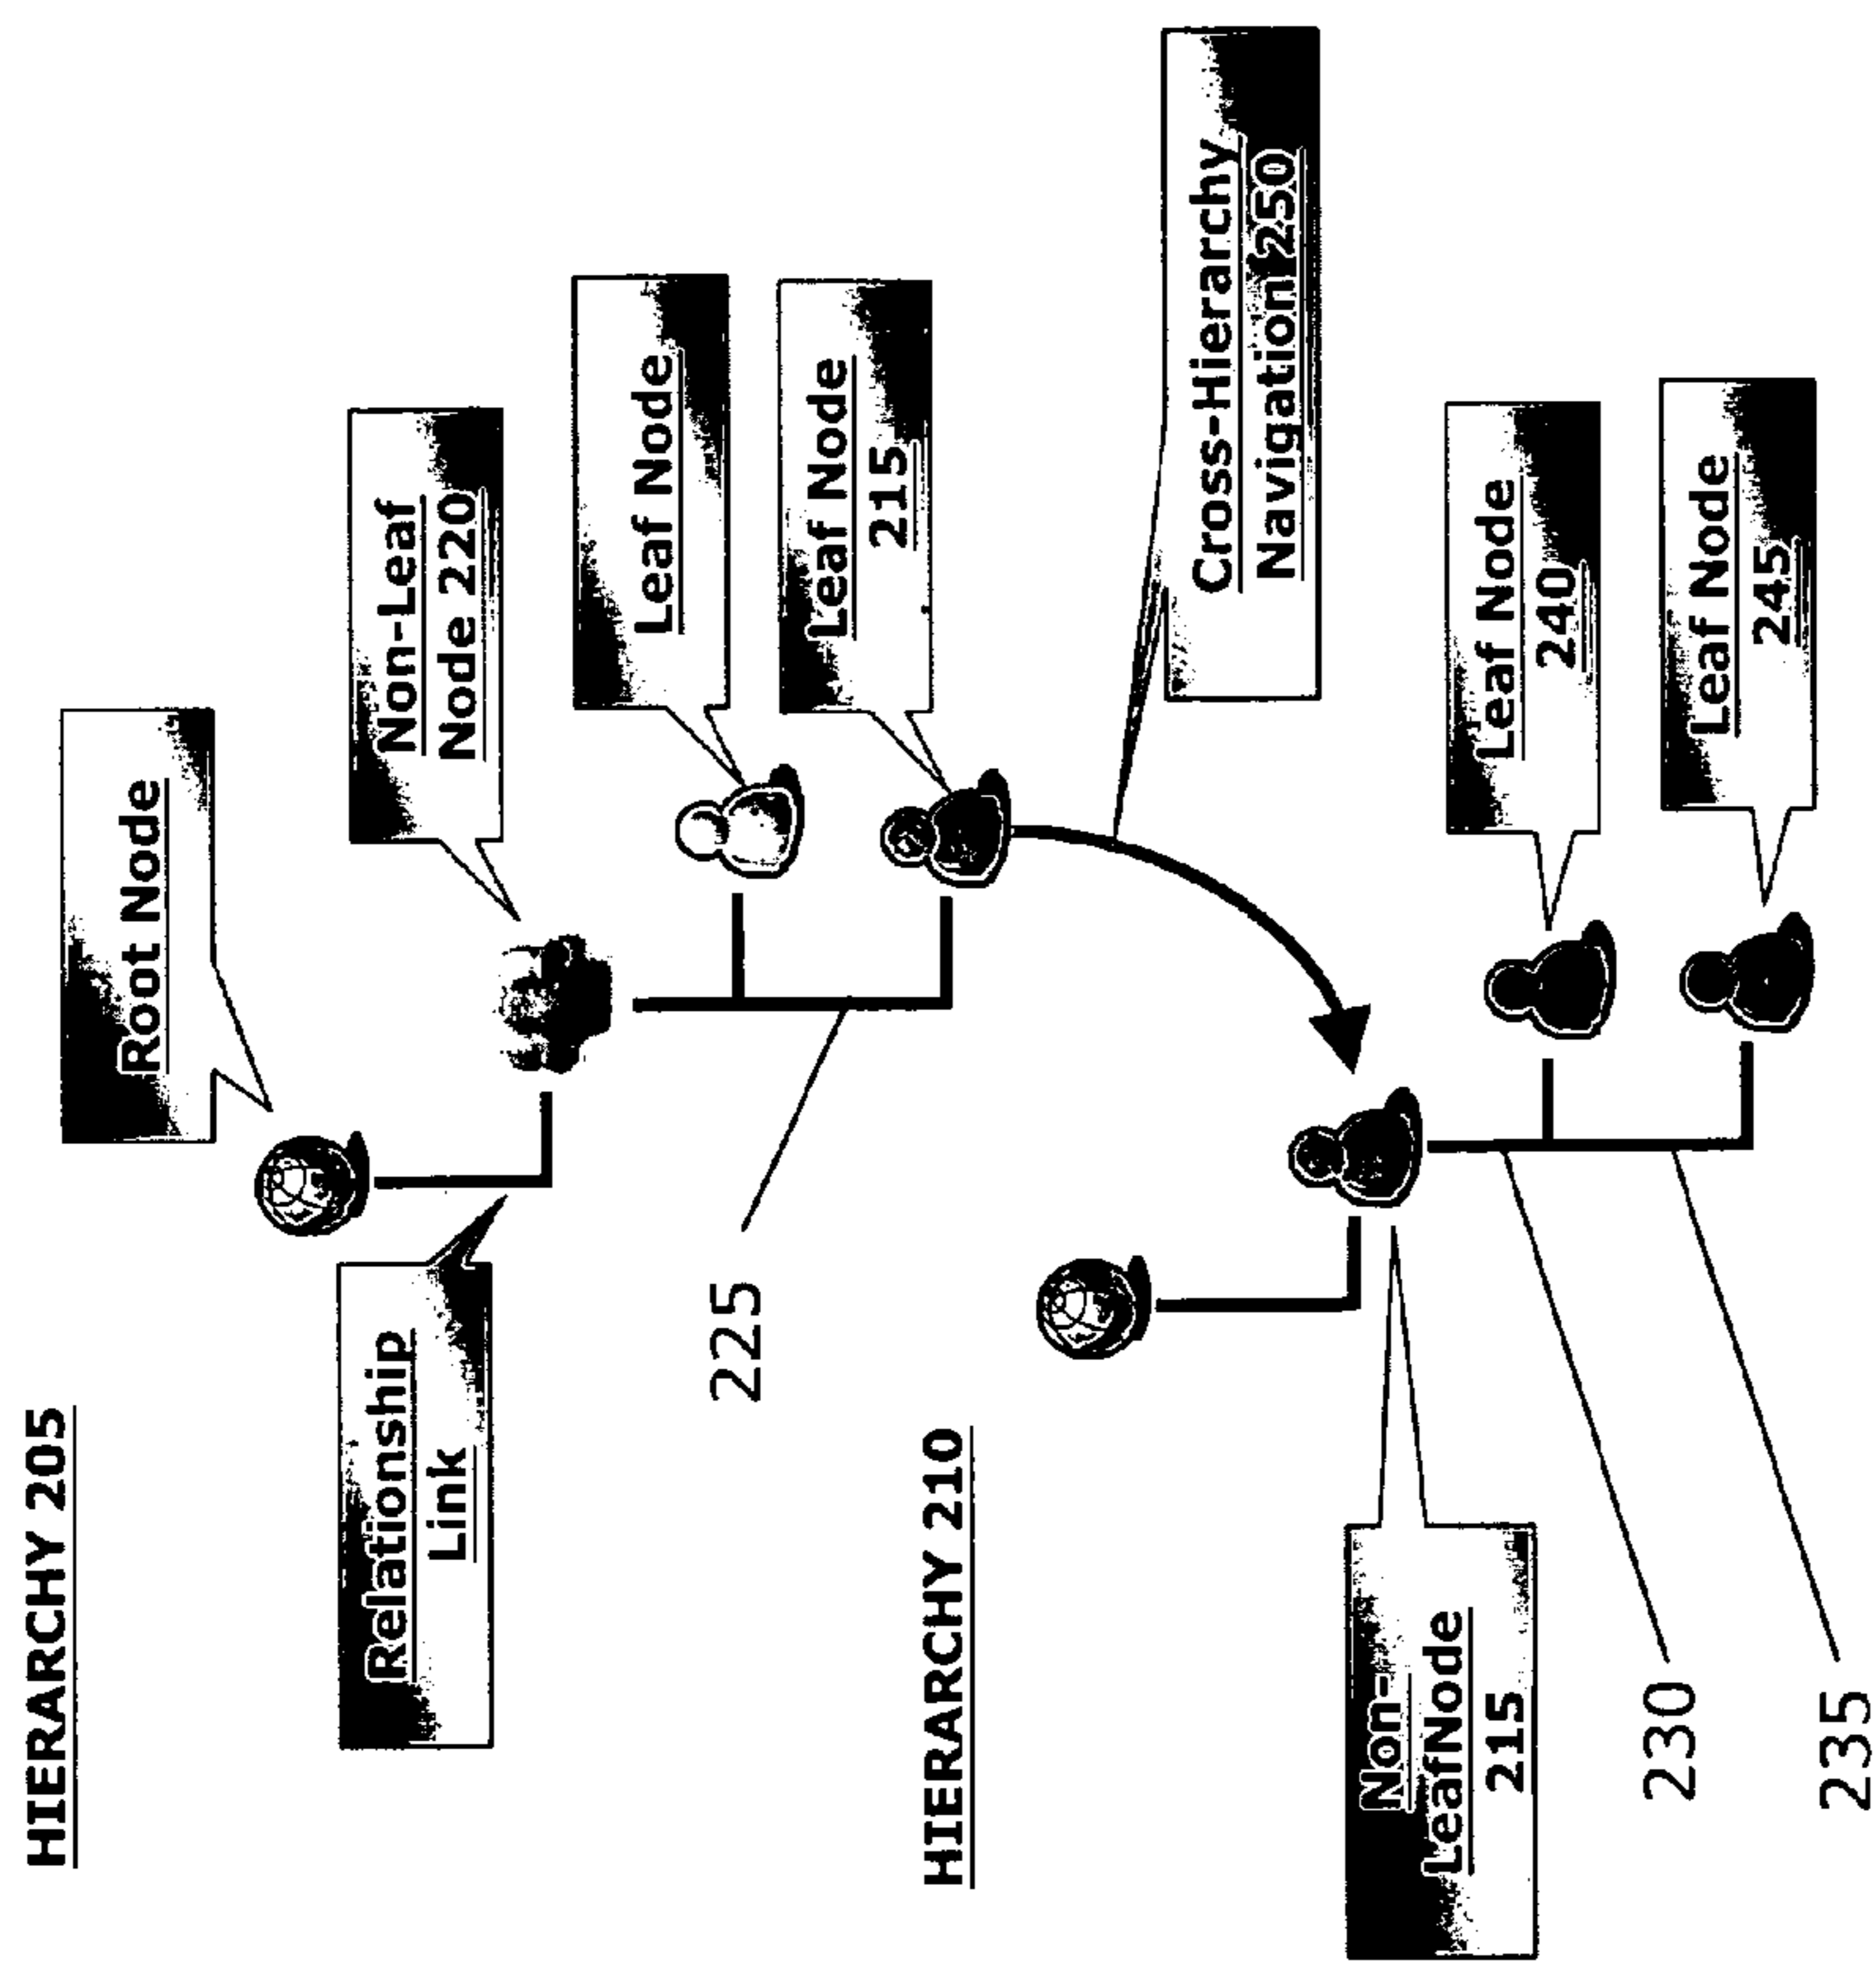 HIERARCHY 205
Root Node
Relationship
Link
Non-Leaf
Node 220
Leaf Node
225
Leaf Node
215
HIERARCHY 210
Cross-Hierarchy
Navigation 250
Non-
LeafNode
215
Leaf Node
240
230
Leaf Node
245
235